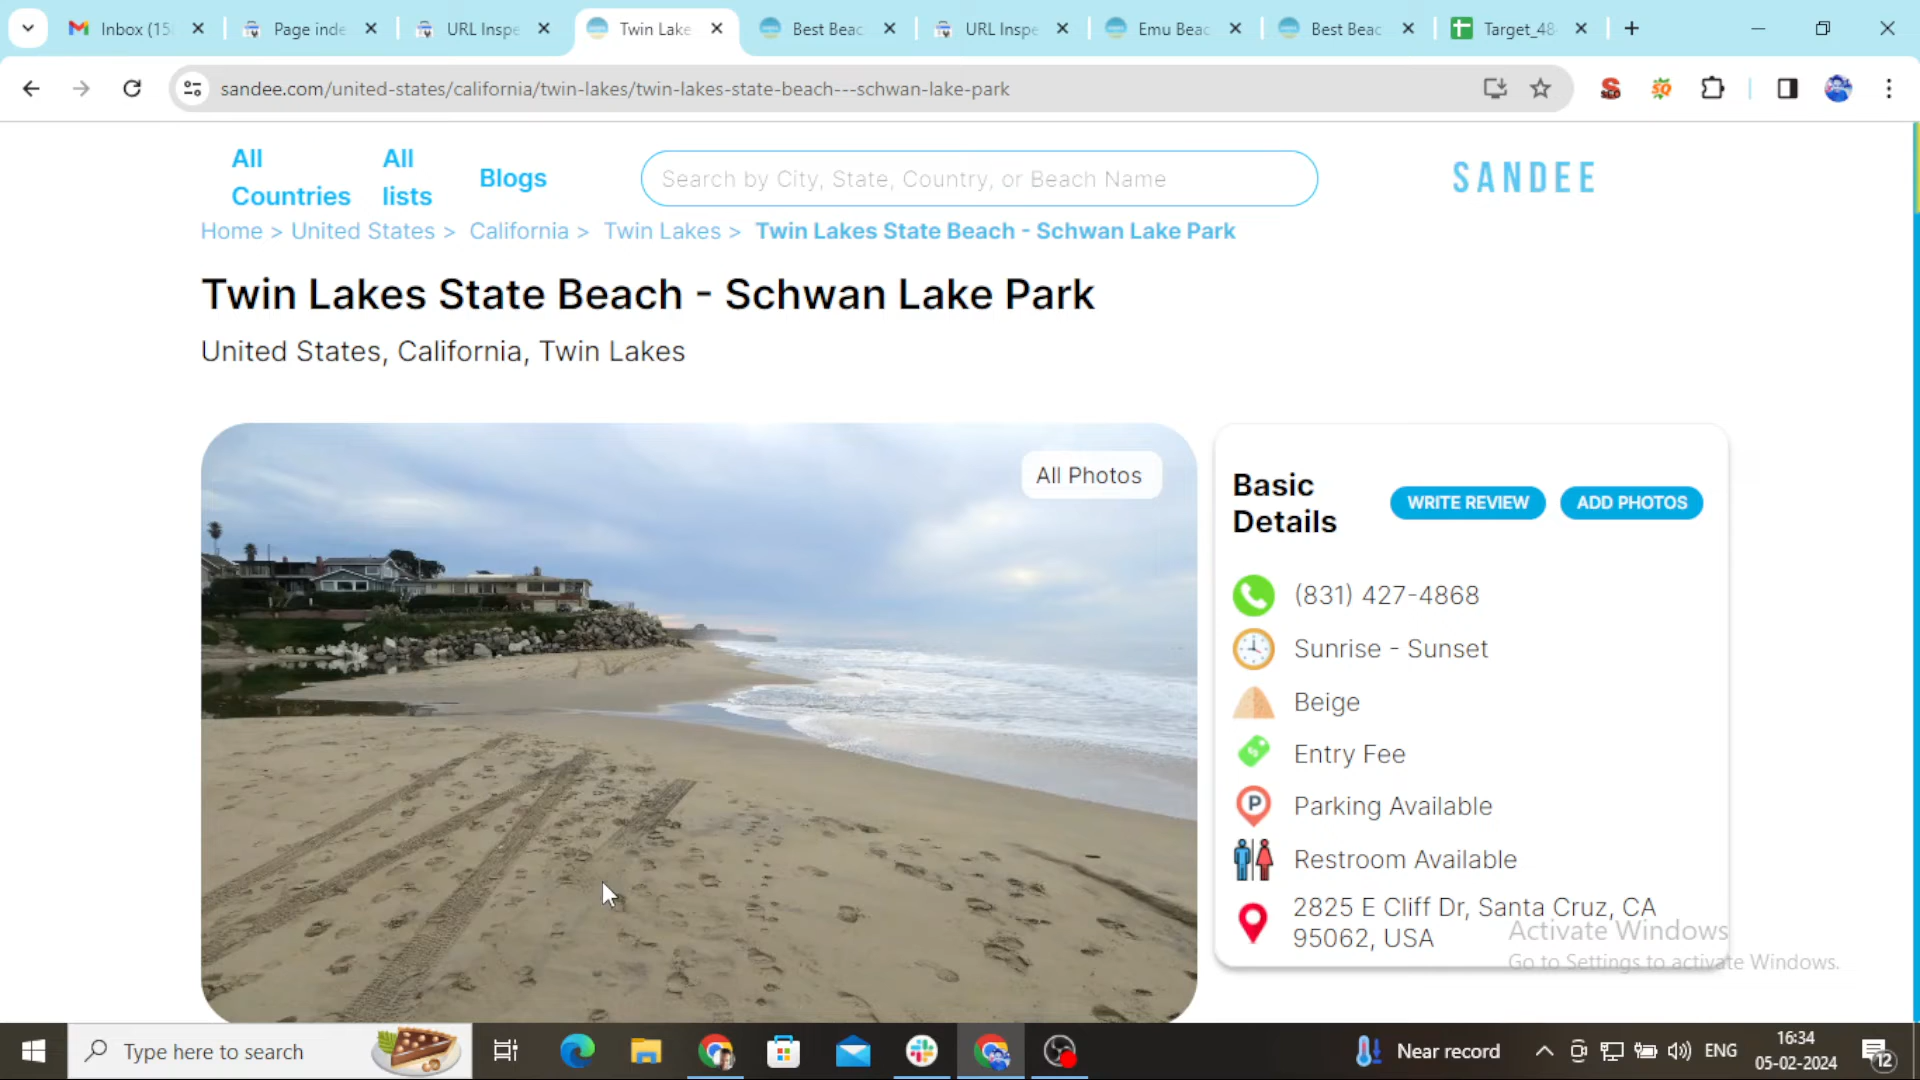 Inbox (15
Page inde
URL Inspe
Twin Lake
Best Beac
URL Inspe
Emu Beac
Best Beac
Target_48
sandee.com/united-states/california/twin-lakes/twin-lakes-state-beach---schwan-lake-park
SEO
SQ
All Countries
All lists
Blogs
Search by City, State, Country, or Beach Name
SANDEE
Home > United States > California > Twin Lakes > Twin Lakes State Beach - Schwan Lake Park
Twin Lakes State Beach - Schwan Lake Park
United States, California, Twin Lakes
All Photos
Basic
Details
WRITE REVIEW
ADD PHOTOS
(831) 427-4868
Sunrise - Sunset
Beige
Entry Fee
P
Parking Available
Restroom Available
2825 E Cliff Dr, Santa Cruz, CA
95062, USA
Activate Windows
Go to Settings to activate Windows.
Type here to search
Near record
ENG
16:34
05-02-2024
12